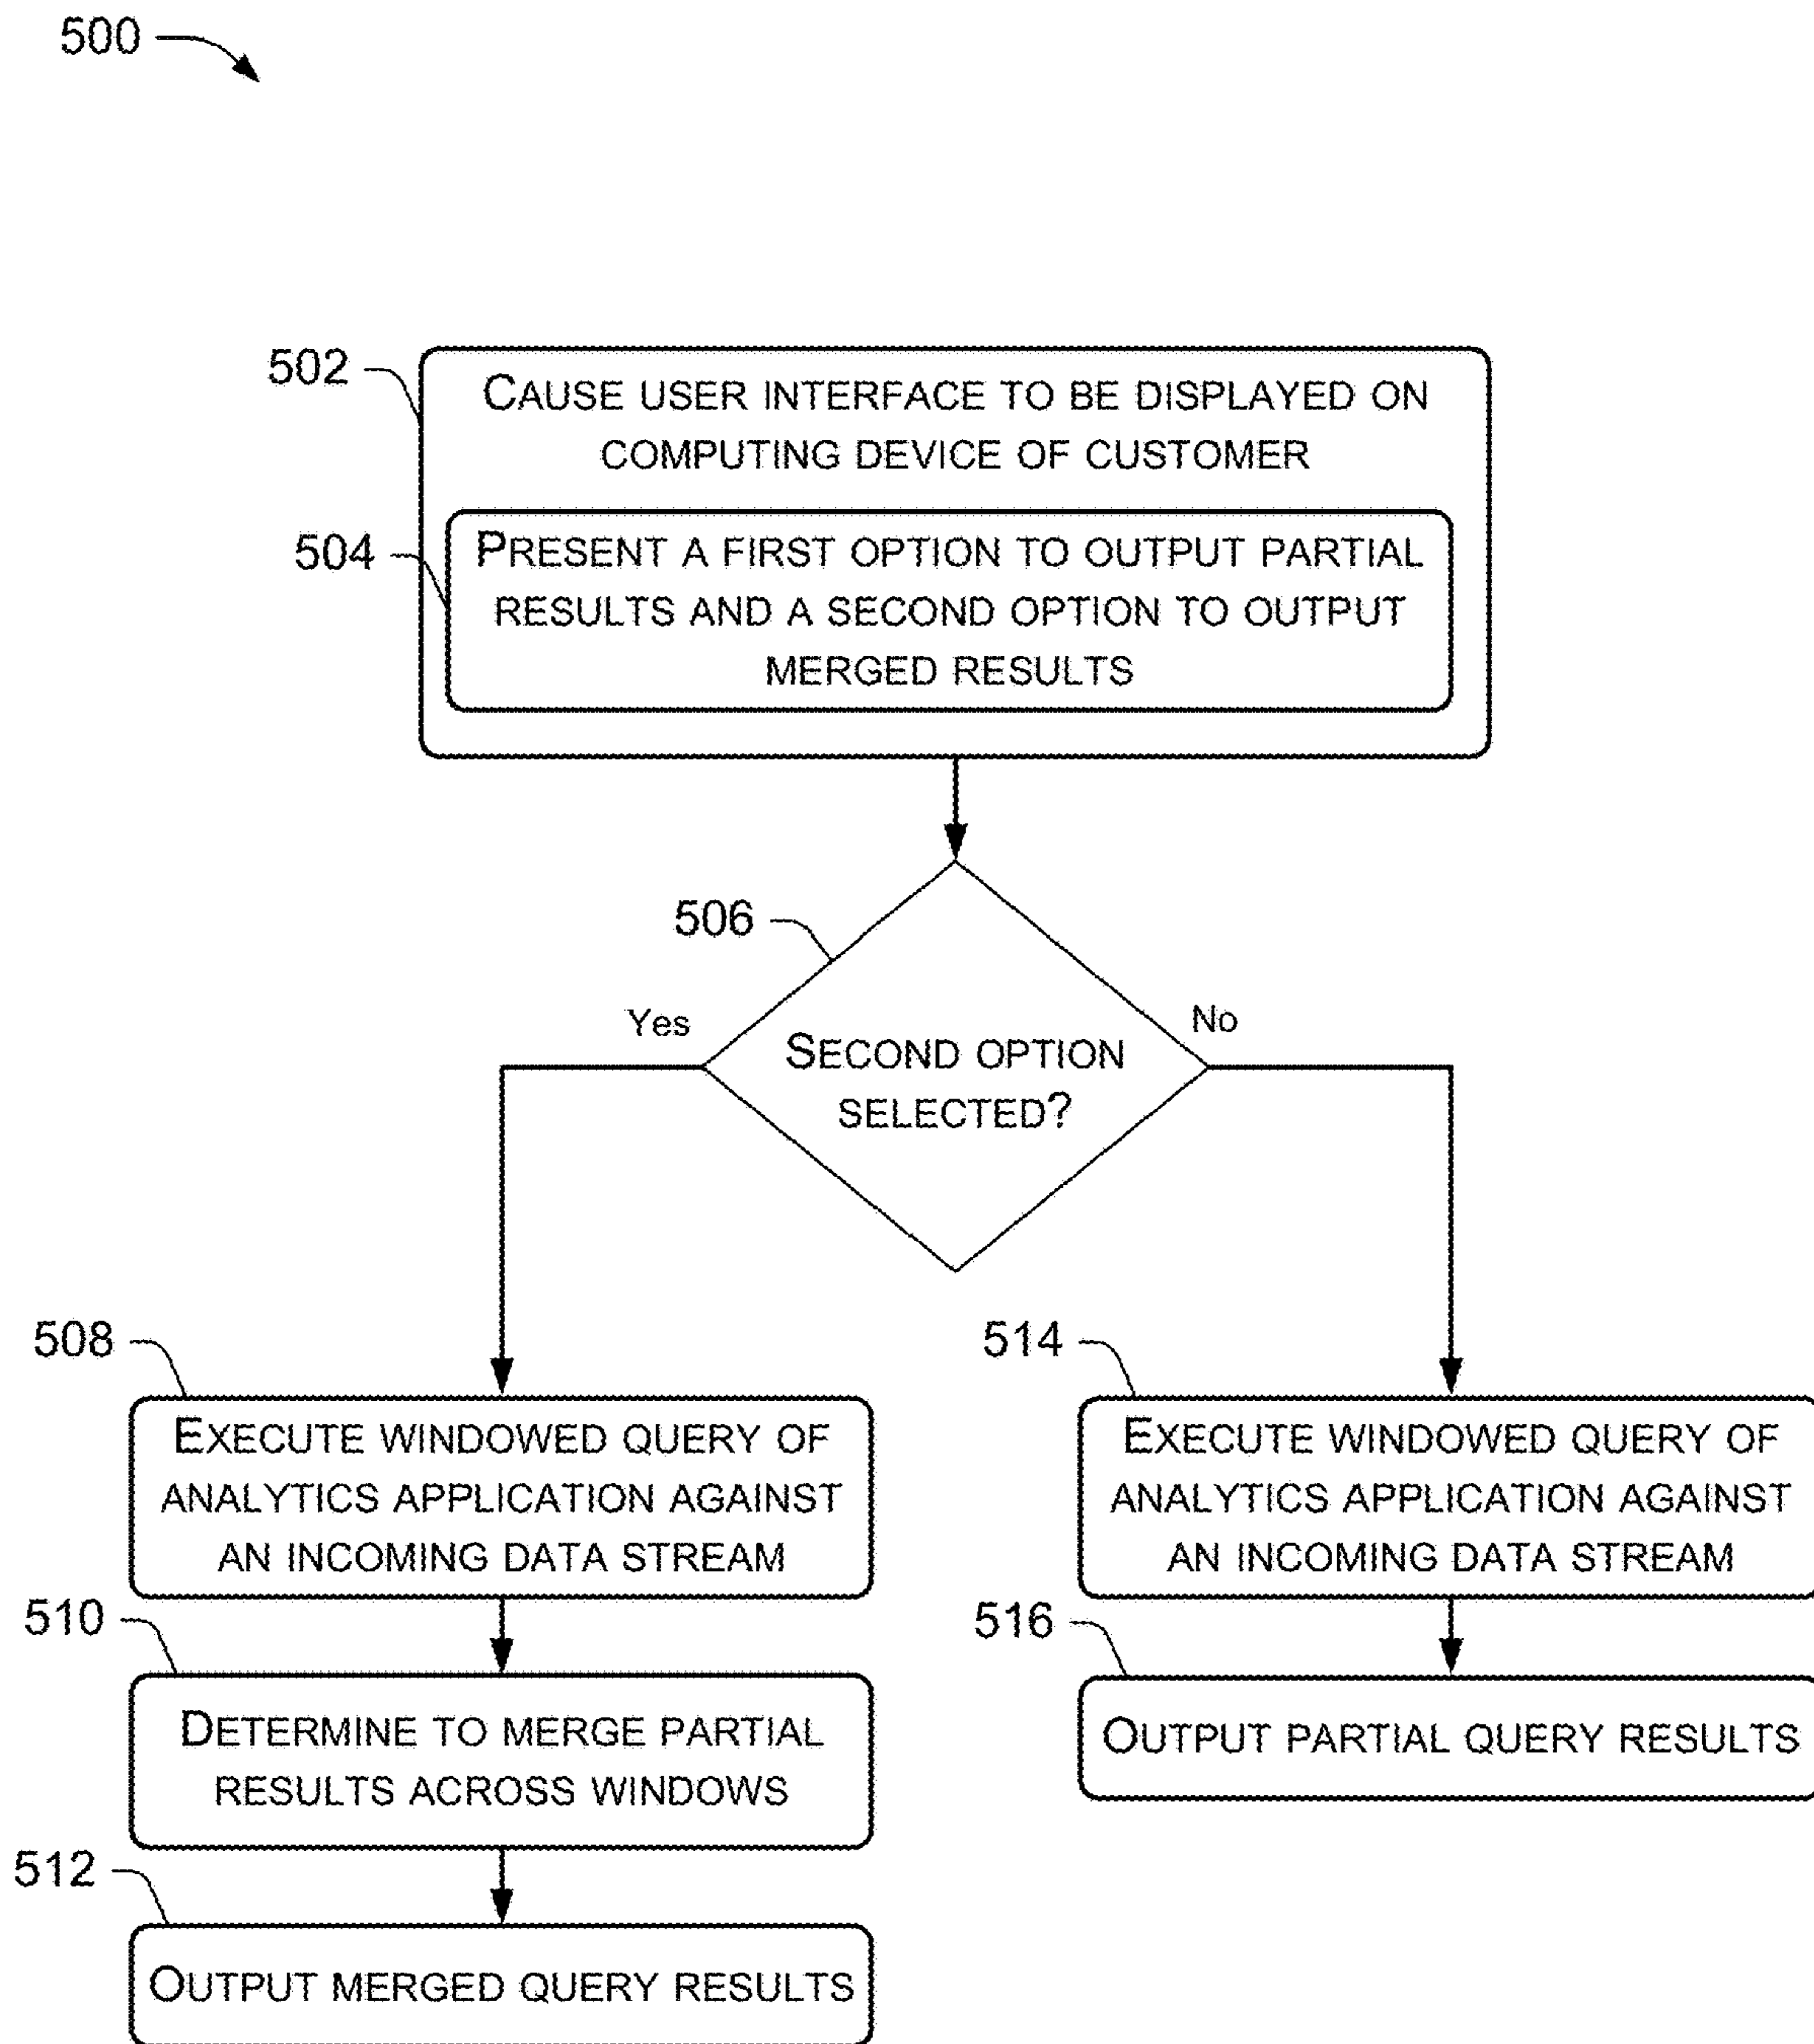 500
502
CAUSE USER INTERFACE TO BE DISPLAYED ON
COMPUTING DEVICE OF CUSTOMER
504
PRESENT A FIRST OPTION TO OUTPUT PARTIAL
RESULTS AND A SECOND OPTION TO OUTPUT
MERGED RESULTS
506
Yes
No
SECOND OPTION
SELECTED?
508
EXECUTE WINDOWED QUERY OF
ANALYTICS APPLICATION AGAINST
AN INCOMING DATA STREAM
510
DETERMINE TO MERGE PARTIAL
RESULTS ACROSS WINDOWS
512
OUTPUT MERGED QUERY RESULTS
514
EXECUTE WINDOWED QUERY OF
ANALYTICS APPLICATION AGAINST
AN INCOMING DATA STREAM
516
OUTPUT PARTIAL QUERY RESULTS